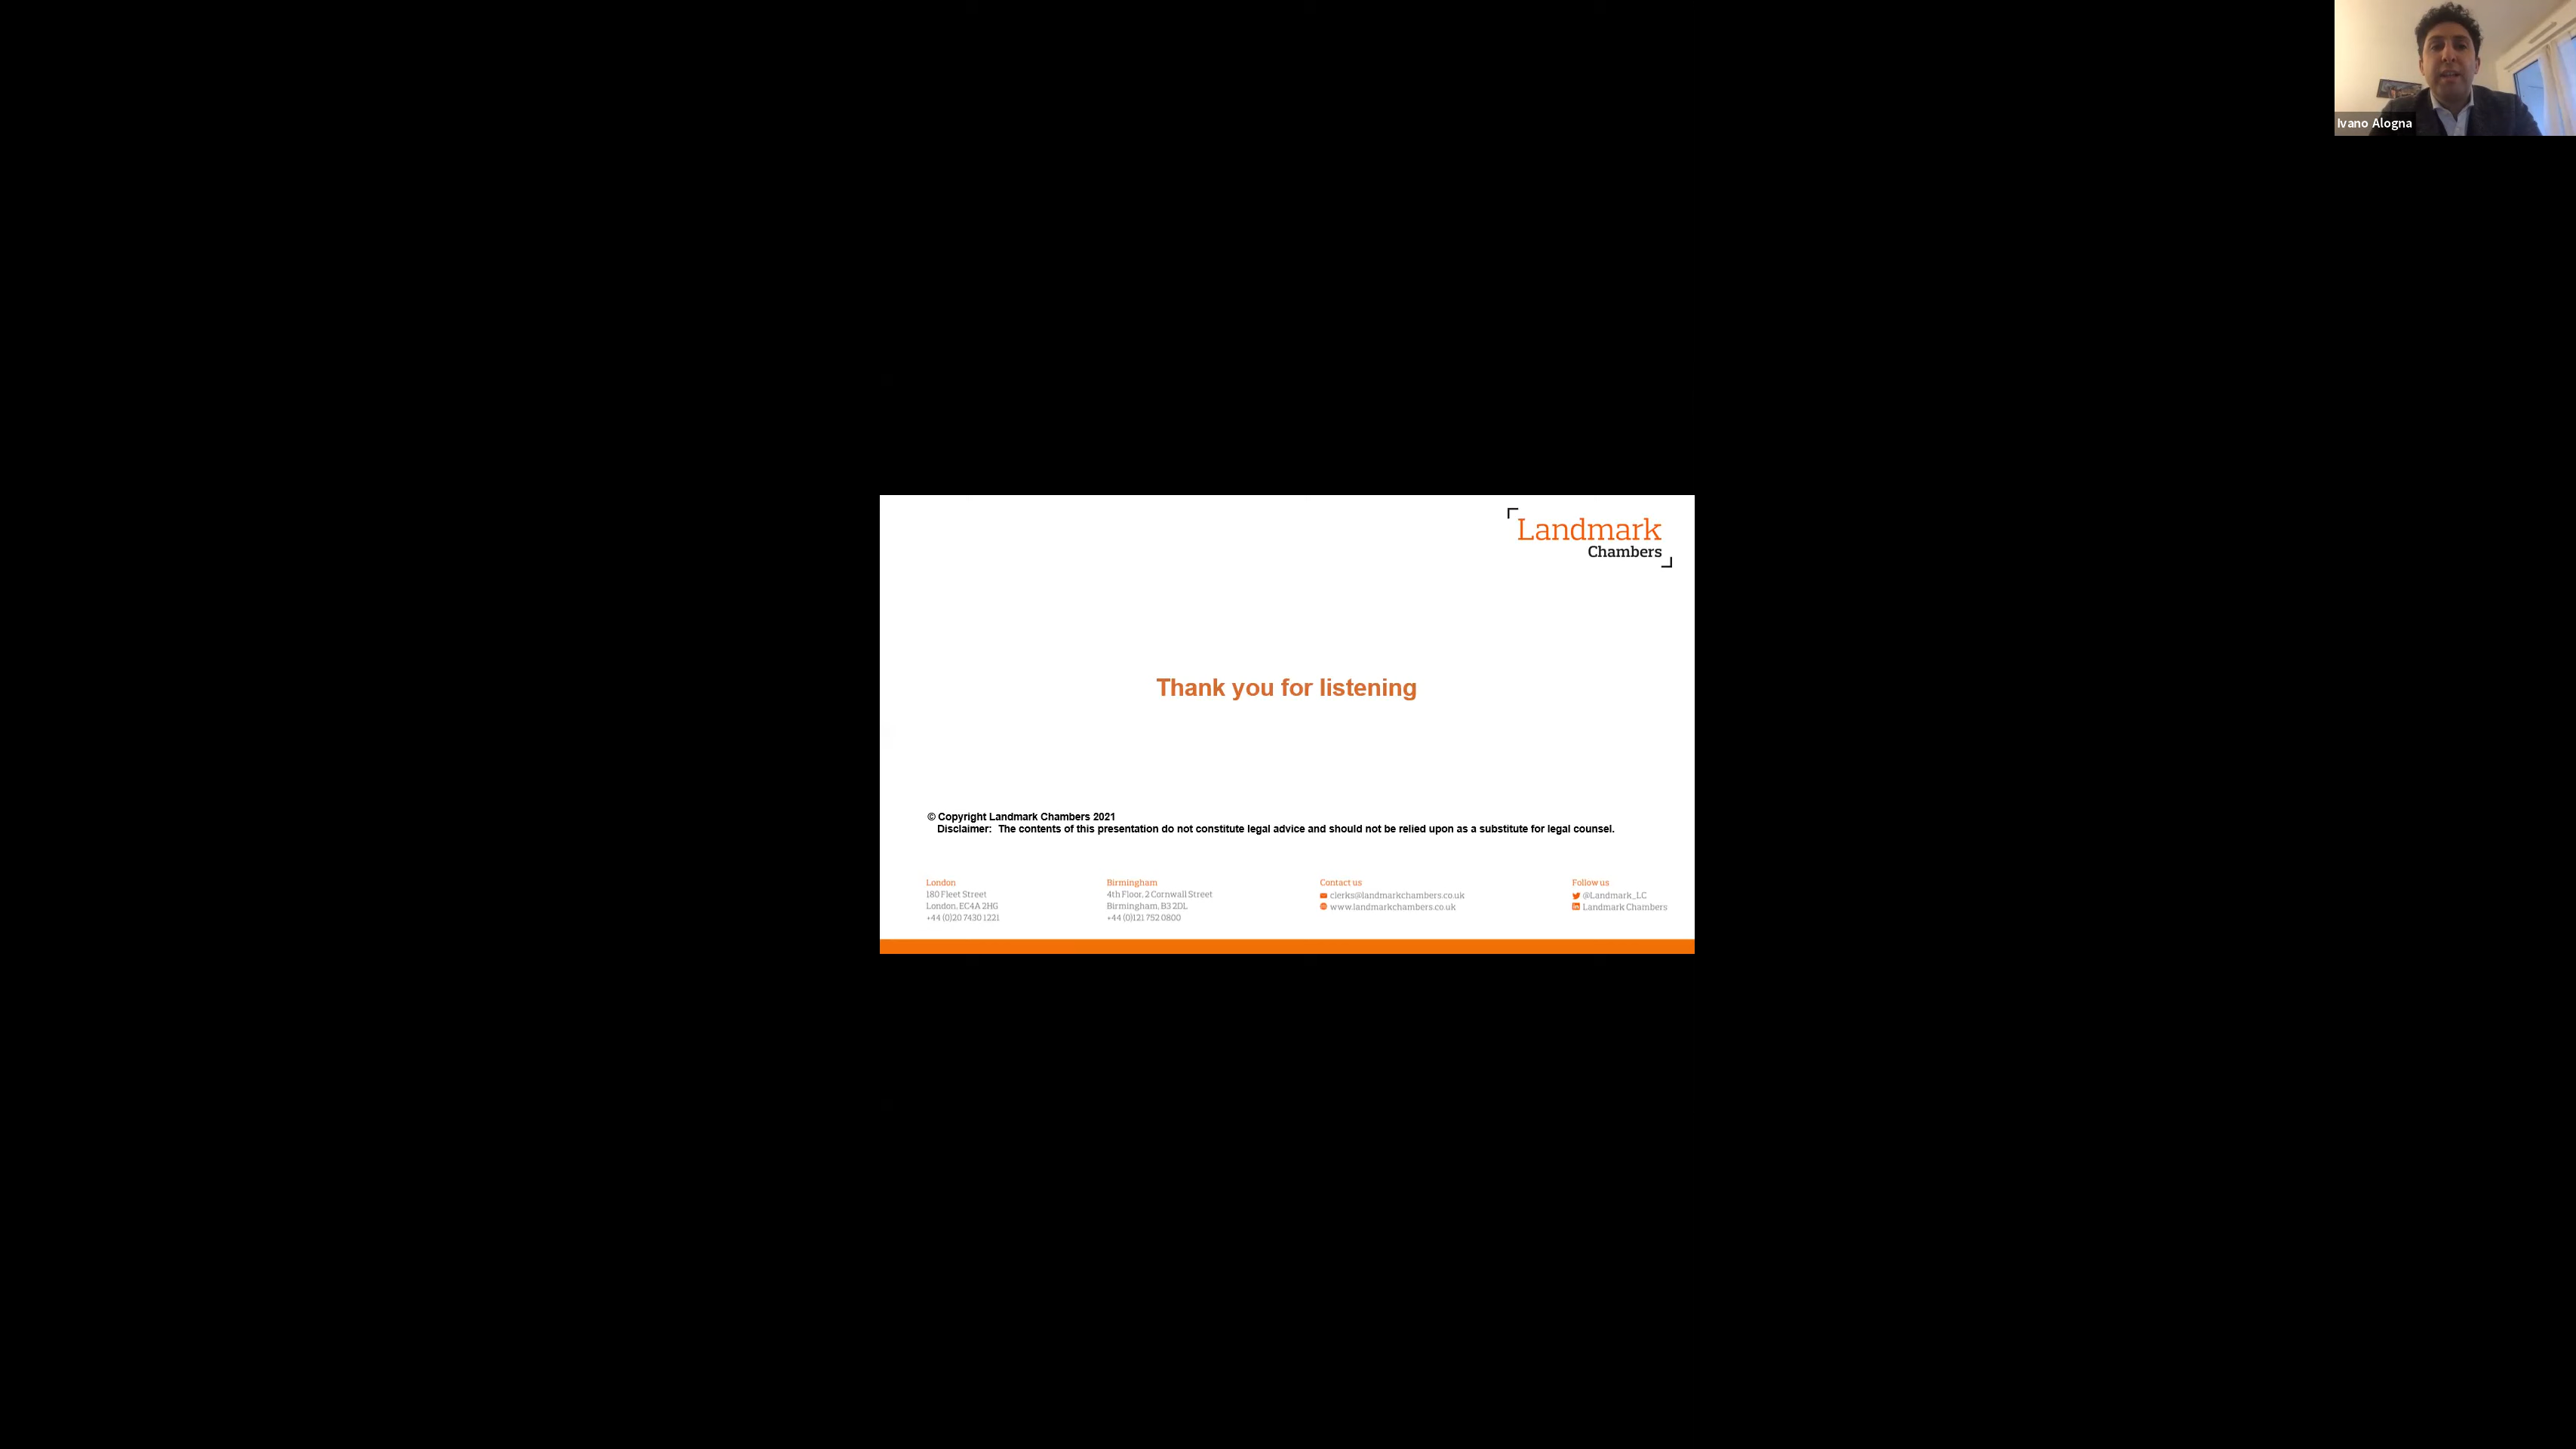 Ivano Alogna
Landmark
Chambers
Thank you for listening
© Copyright Landmark Chambers 2021
Disclaimer: The contents of this presentation do not constitute legal advice and should not be relied upon as a substitute for legal counsel.
London
180 Fleet Street
London, EC4A 2HG
+44 (0)20 7430 1221
Birmingham
4th Floor, 2 Cornwall Street
Birmingham, B3 2DL
+44 (0)121 752 0800
Contact us
clerks@landmarkchambers.co.uk
www.landmarkchambers.co.uk
Follow us
@Landmark_LC
Landmark Chambers